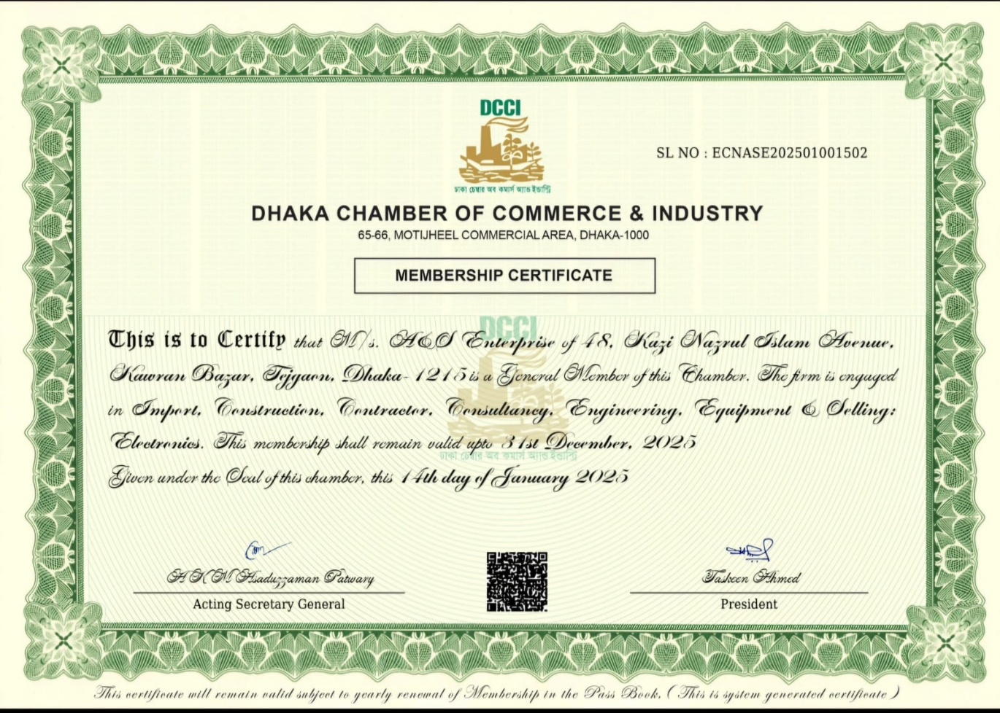 DCCI
ঢাকা চেম্বার অব কমার্স অ্যান্ড ইন্ডাস্ট্রি
SL NO : ECNASE202501001502
DHAKA CHAMBER OF COMMERCE & INDUSTRY
65-66, MOTIJHEEL COMMERCIAL AREA, DHAKA-1000
MEMBERSHIP CERTIFICATE
DCCI
This is to Certify that M/s. A&S Enterprise of 48, Kazi Nazrul Islam Avenue,
Kawran Bazar, Tejgaon, Dhaka-1215 is a General Member of this Chamber. The firm is engaged
in Import, Construction, Contractor, Consultancy, Engineering, Equipment & Selling:
Electronics. This membership shall remain valid upto 31st December, 2025
ঢাকা চেম্বার অব কমার্স অ্যান্ড ইন্ডাস্ট্রি
Given under the Seal of this chamber, this 14th day of January 2025
A K M Asaduzzaman Patwary
Acting Secretary General
Taskeen Ahmed
President
This certificate will remain valid subject to yearly renewal of Membership in the Pass Book. ( This is system generated certificate )